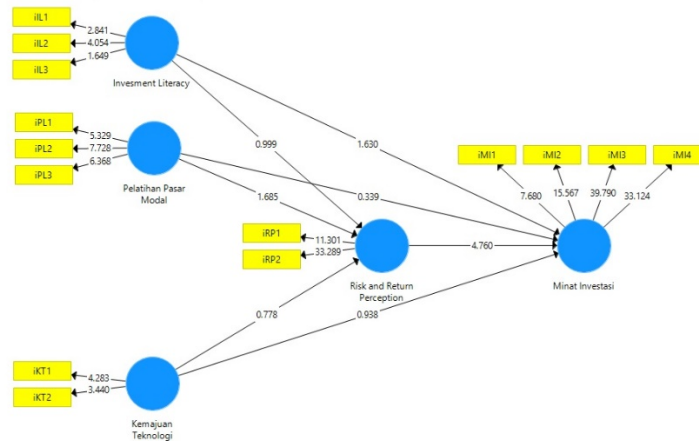 iIL1
2.841
iIL2
4.054
iIL3
1.649
Invesment Literacy
iPL1
5.329
iPL2
7.728
iPL3
6.368
Pelatihan Pasar
Modal
0.999
1.630
1.685
0.339
iMI1
iMI2
iMI3
iMI4
7.680
15.567
39.790
33.124
iRP1
11.301
iRP2
33.289
4.760
Risk and Return
Perception
Minat Investasi
0.778
0.938
iKT1
4.283
iKT2
3.440
Kemajuan
Teknologi